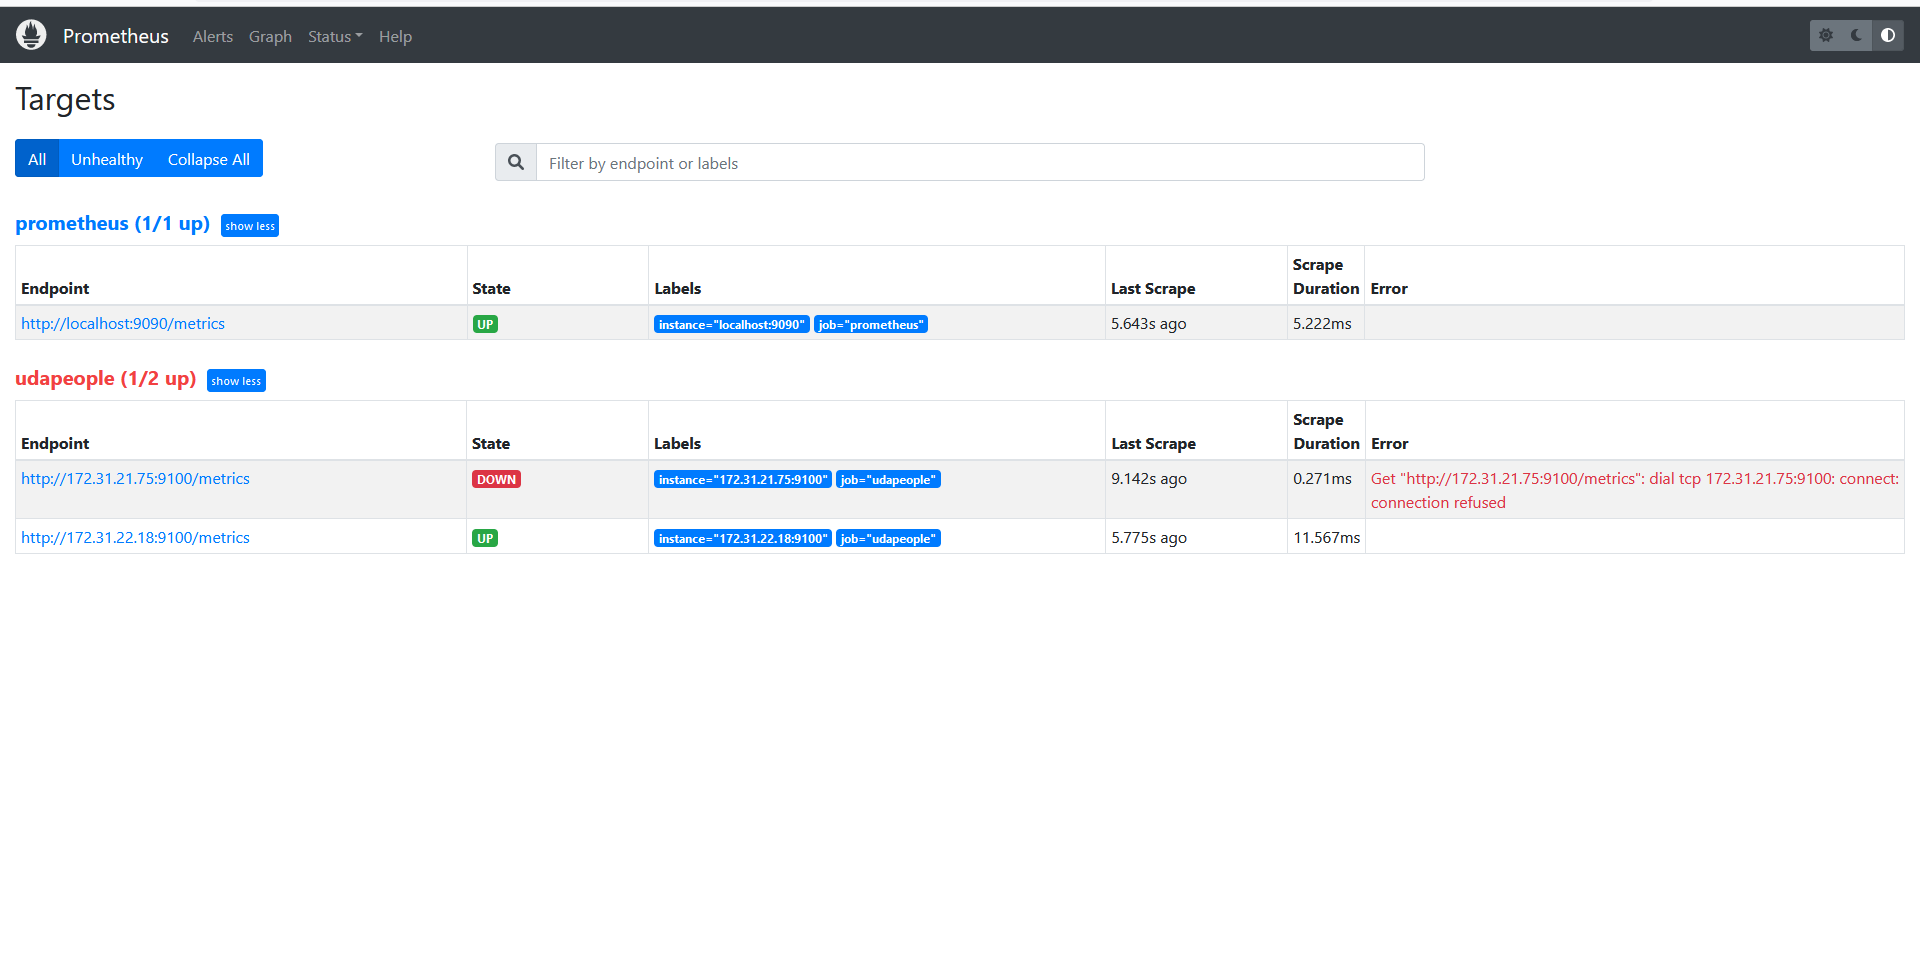 Prometheus Alerts Graph Status Help
Targets
All Unhealthy Collapse All
Filter by endpoint or labels
prometheus (1/1 up) show less
Endpoint State Labels Last Scrape Scrape Duration Error
http://localhost:9090/metrics UP instance="localhost:9090" job="prometheus" 5.643s ago 5.222ms
udapeople (1/2 up) show less
Endpoint State Labels Last Scrape Scrape Duration Error
http://172.31.21.75:9100/metrics DOWN instance="172.31.21.75:9100" job="udapeople" 9.142s ago 0.271ms Get "http://172.31.21.75:9100/metrics": dial tcp 172.31.21.75:9100: connect:
connection refused
http://172.31.22.18:9100/metrics UP instance="172.31.22.18:9100" job="udapeople" 5.775s ago 11.567ms